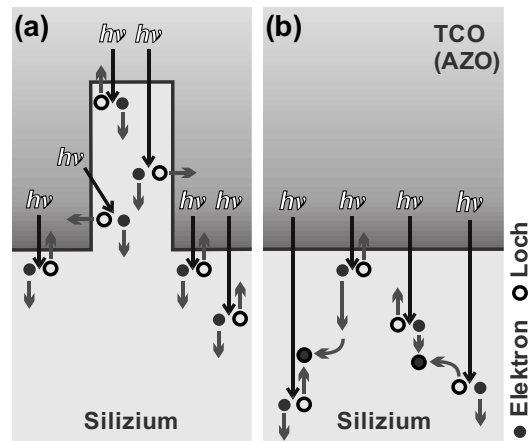 (a)
hν hν
hν
hν
hν hν
Silizium
(b)
TCO
(AZO)
hν hν hν hν
Silizium
Elektron Loch